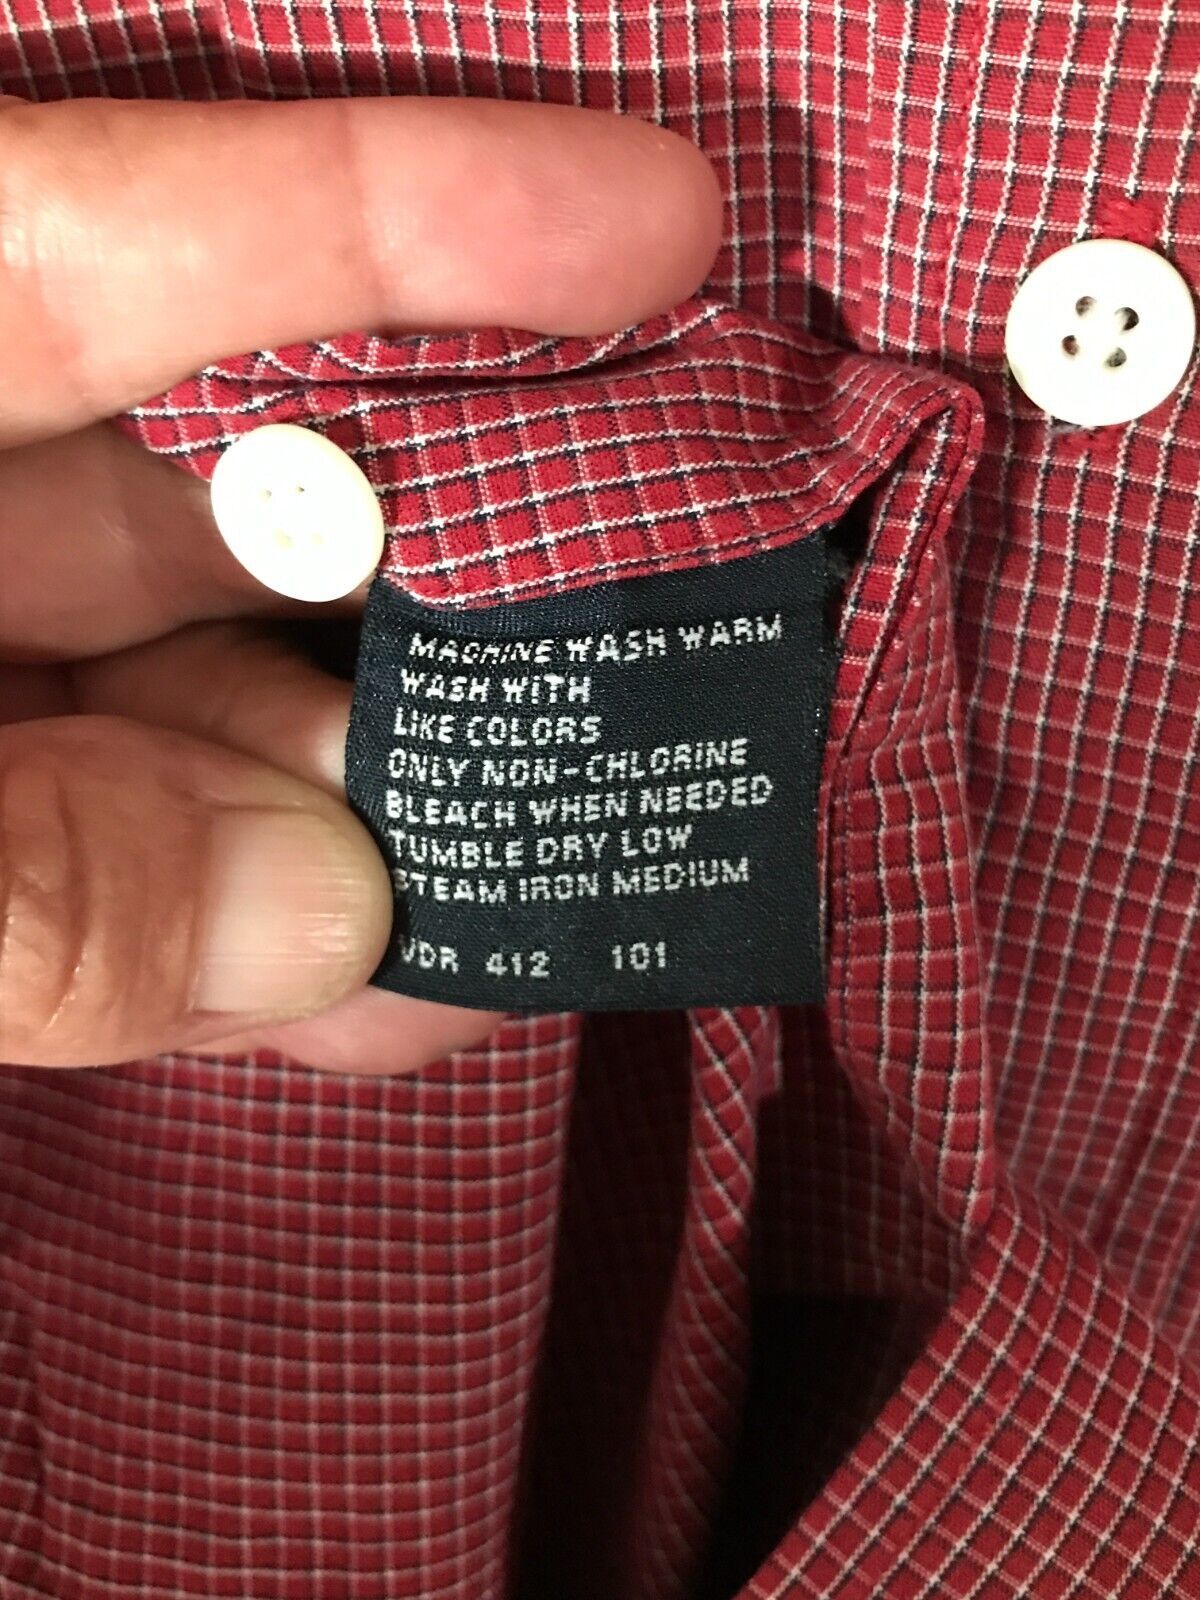 MACHINE WASH WARM
WASH WITH
LIKE COLORS
ONLY NON-CHLORINE
BLEACH WHEN NEEDED
TUMBLE DRY LOW
STEAM IRON MEDIUM
VDR 412 101